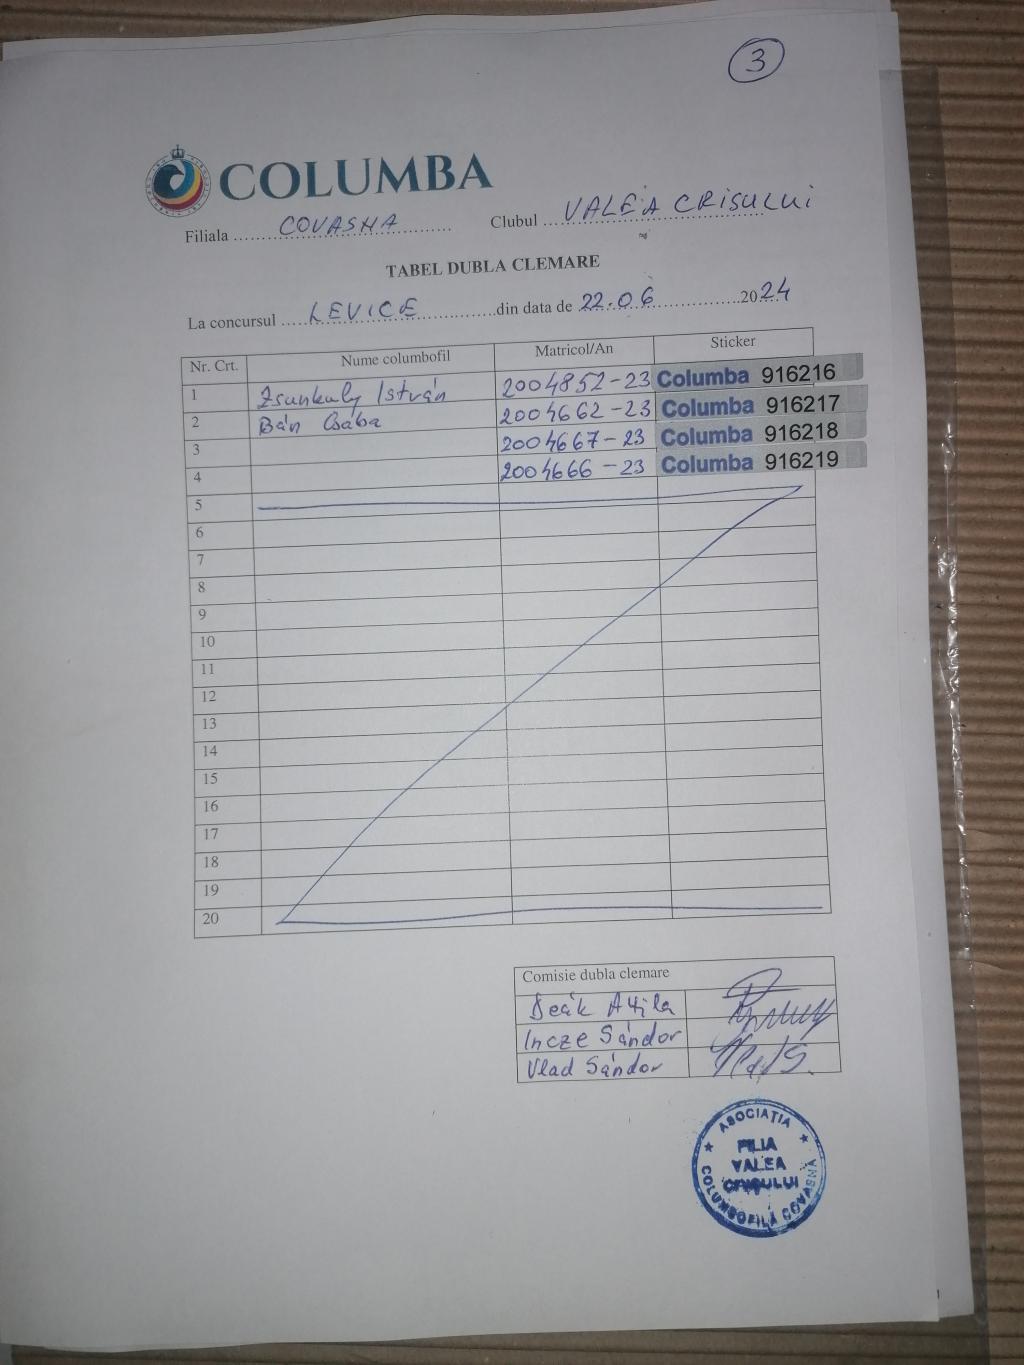 3
COLUMBA
Filiala COVASNA Clubul VALEA CRISULUI
TABEL DUBLA CLEMARE
La concursul LEVICE din data de 22.06 2024
Nr. Crt. Nume columbofil Matricol/An Sticker
1 Zsunkuly István 2004852-23 Columba 916216
2 Bán Csaba 2004662-23 Columba 916217
3 2004667-23 Columba 916218
4 2004666-23 Columba 916219
5
6
7
8
9
10
11
12
13
14
15
16
17
18
19
20
Comisie dubla clemare
Deák Attila
Incze Sándor
Vlad Sándor
ASOCIAȚIA
FILIA
VALEA
CRISULUI
COLUMBOFILĂ COVASNA